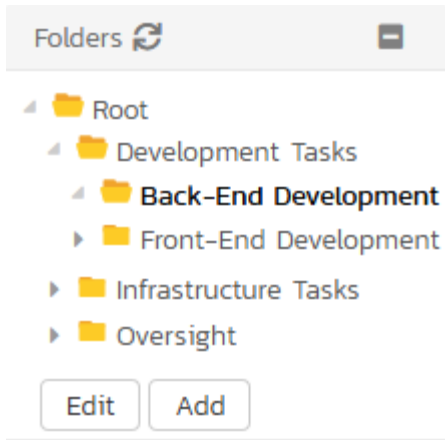 Folders
Root
Development Tasks
Back-End Development
Front-End Development
Infrastructure Tasks
Oversight
Edit Add